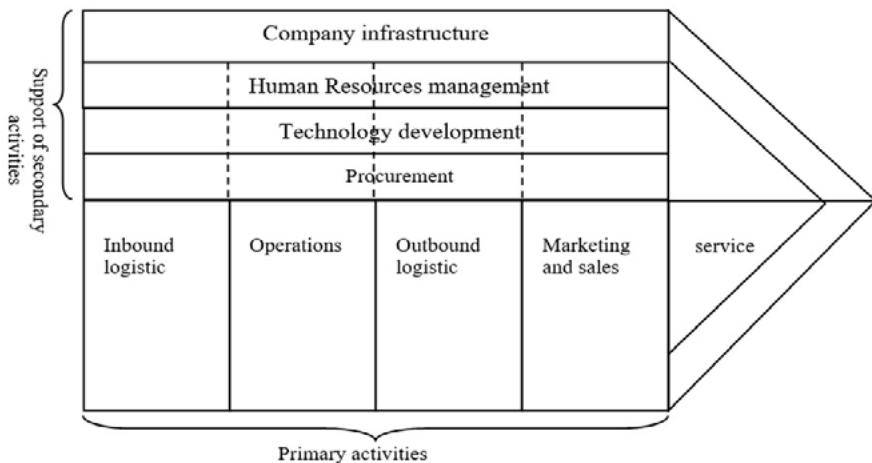 Support of secondary
activities
Company infrastructure
Human Resources management
Technology development
Procurement
Inbound
logistic
Operations
Outbound
logistic
Marketing
and sales
service
Primary activities